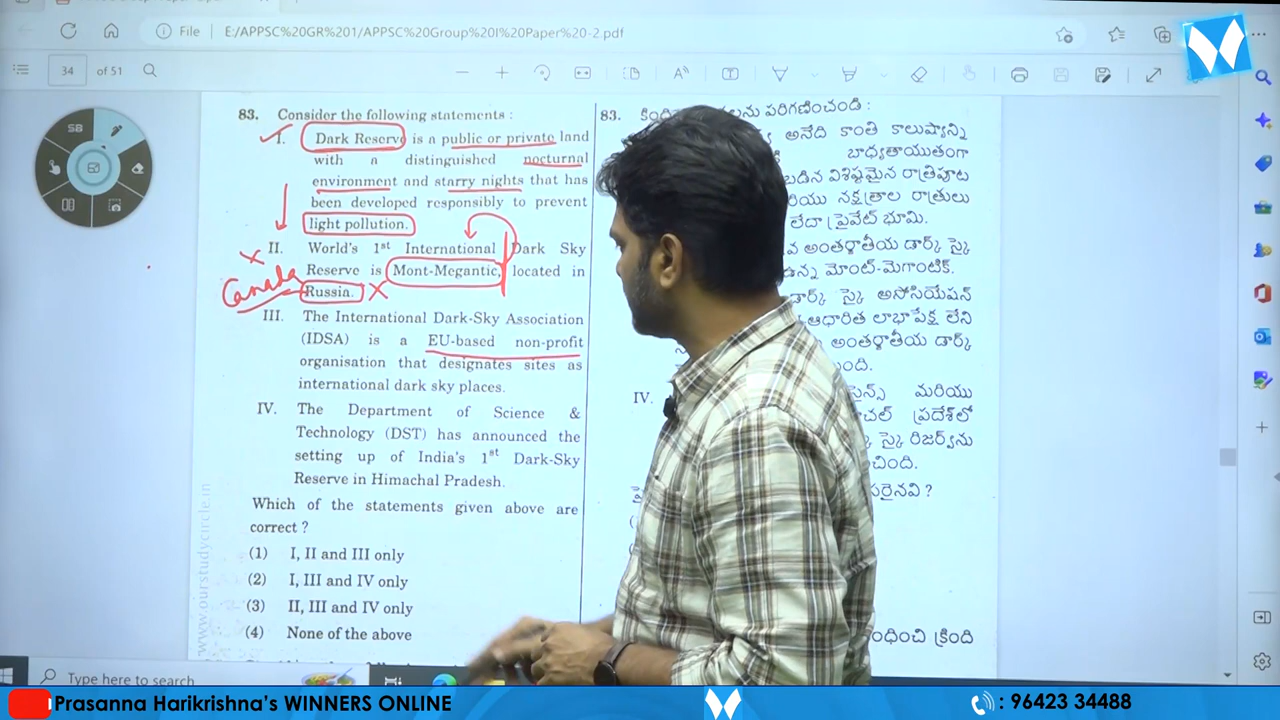 File
E:/APPSC%20GR%201/APPSC%20Group%20I%20Paper%20-2.pdf
34 of 51
83. Consider the following statements :
I. Dark Reserve is a public or private land
with a distinguished nocturnal
environment and starry nights that has
been developed responsibly to prevent
light pollution.
II. World's 1st International Dark Sky
Reserve is Mont-Megantic, located in
Canada Russia.
III. The International Dark-Sky Association
(IDSA) is a EU-based non-profit
organisation that designates sites as
international dark sky places.
IV. The Department of Science &
Technology (DST) has announced the
setting up of India's 1st Dark-Sky
Reserve in Himachal Pradesh.
Which of the statements given above are
correct ?
(1) I, II and III only
(2) I, III and IV only
(3) II, III and IV only
(4) None of the above
83. పరిగణించండి :
అనేది కాంతి కాలుష్యాన్ని
బాధ్యతాయుతంగా
విశిష్టమైన రాత్రిపూట
నక్షత్రాల రాత్రులు
లేదా ప్రైవేట్ భూమి.
అంతర్జాతీయ డార్క్ స్కై
ఉన్న మోంట్-మెగాంటిక్.
డార్క్ స్కై అసోసియేషన్
ఆధారిత లాభాపేక్ష లేని
అంతర్జాతీయ డార్క్
IV. సైన్స్ మరియు
ప్రదేశ్‌లో
స్కై రిజర్వ్‌ను
www.ourstudycircle.in
Type here to search
Prasanna Harikrishna's WINNERS ONLINE
: 96423 34488